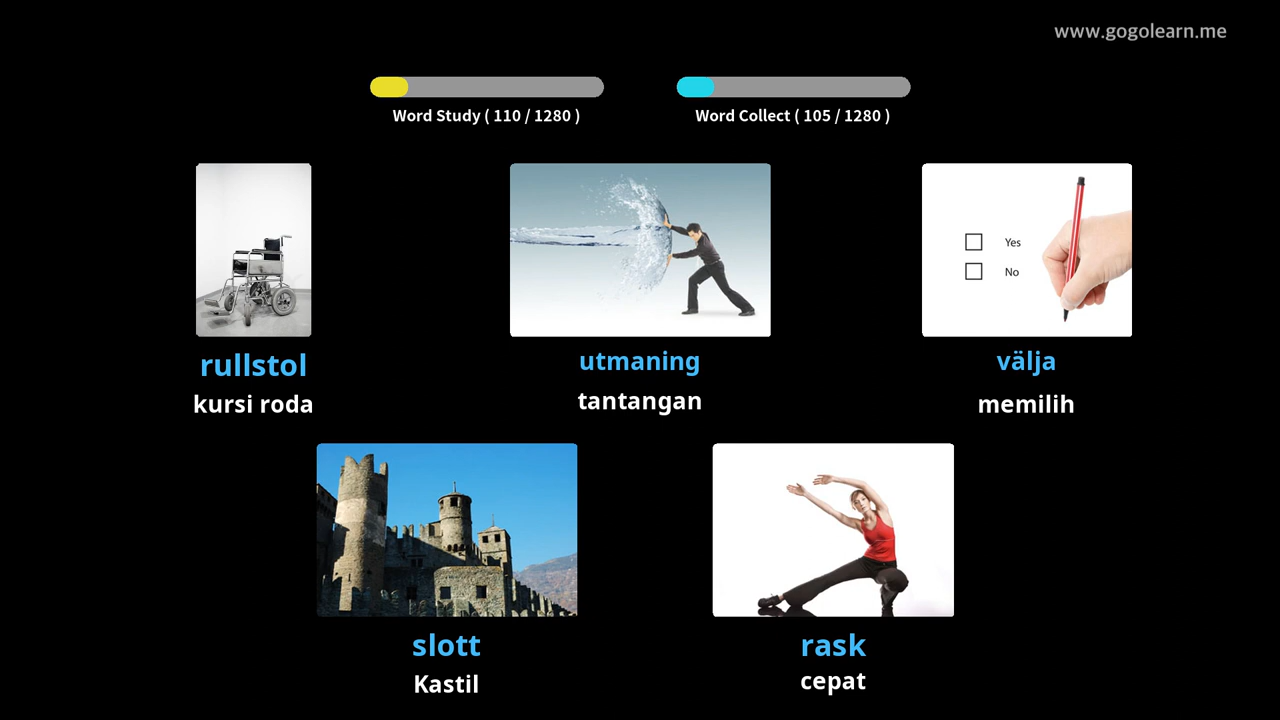 www.gogolearn.me
Word Study ( 110 / 1280 )
Word Collect ( 105 / 1280 )
Yes
No
rullstol
kursi roda
utmaning
tantangan
välja
memilih
slott
Kastil
rask
cepat